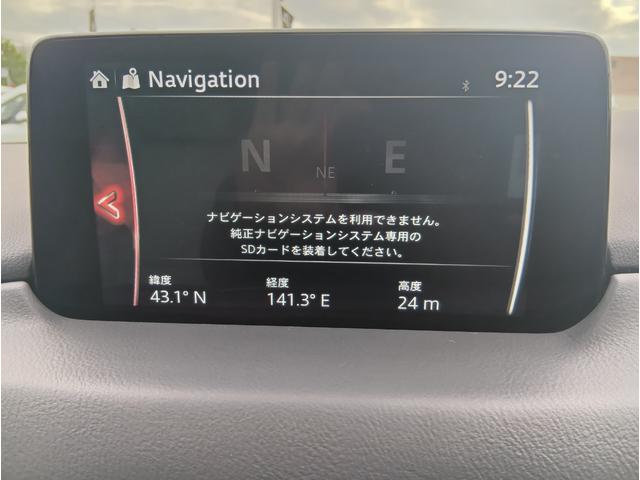 Navigation
9:22
N NE E
ナビゲーションシステムを利用できません。
純正ナビゲーションシステム専用の
SDカードを装着してください。
緯度 経度 高度
43.1° N 141.3° E 24 m